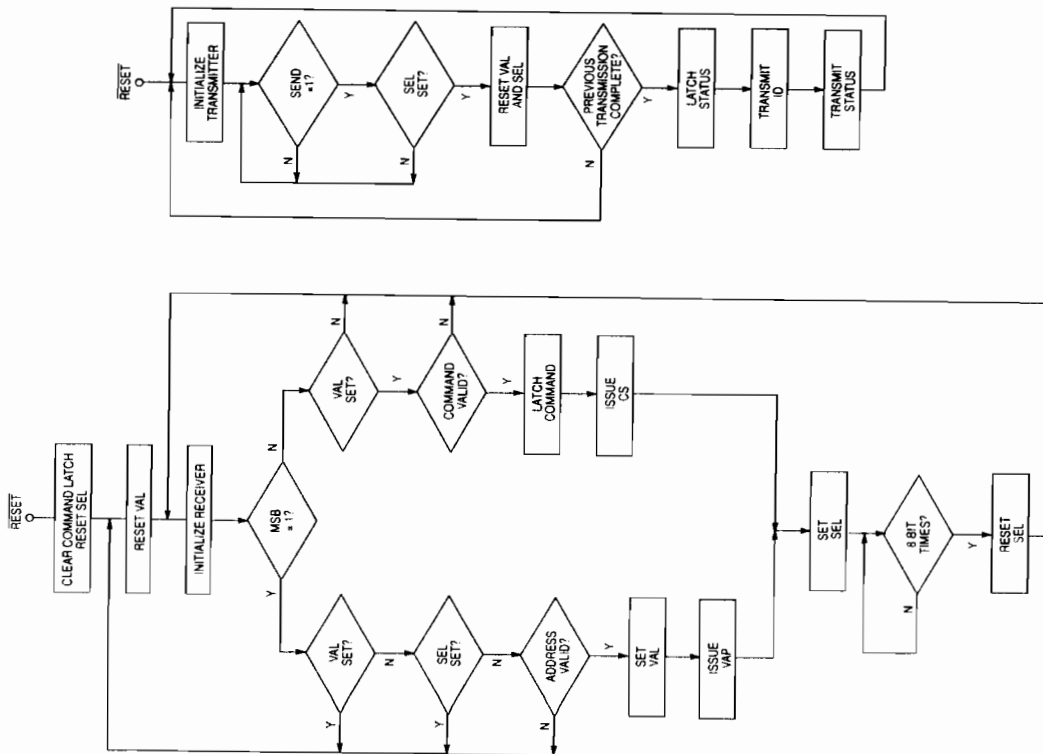 RESET
CLEAR COMMAND LATCH
RESET SEL
RESET VAL
INITIALIZE RECEIVER
MSB
= 1?
Y
N
VAL
SET?
Y
N
SEL
SET?
Y
N
ADDRESS
VALID?
N
Y
SET
VAL
ISSUE
VAP
VAL
SET?
N
Y
COMMAND
VALID?
N
Y
LATCH
COMMAND
ISSUE
CS
SET
SEL
8 BIT
TIMES?
N
Y
RESET
SEL
RESET
INITIALIZE
TRANSMITTER
SEND
=1?
N
Y
SEL
SET?
N
Y
RESET VAL
AND SEL
PREVIOUS
TRANSMISSION
COMPLETE?
N
Y
LATCH
STATUS
TRANSMIT
ID
TRANSMIT
STATUS